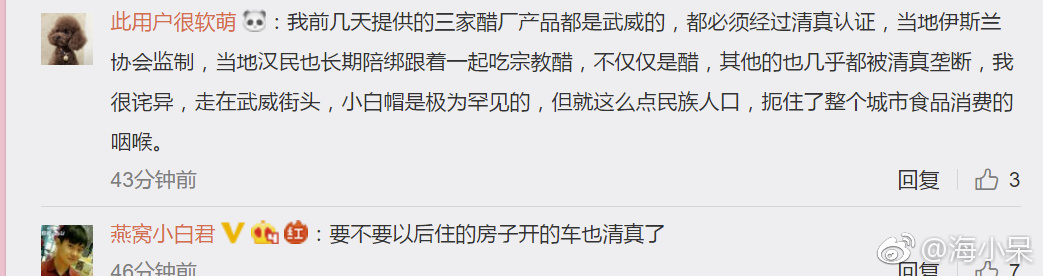 此用户很软萌：我前几天提供的三家醋厂产品都是武威的，都必须经过清真认证，当地伊斯兰
协会监制，当地汉民也长期陪绑跟着一起吃宗教醋，不仅仅是醋，其他的也几乎都被清真垄断，我
很诧异，走在武威街头，小白帽是极为罕见的，但就这么点民族人口，扼住了整个城市食品消费的
咽喉。
43分钟前 回复 3
燕窝小白君 V 红：要不要以后住的房子开的车也清真了
46分钟前 回复 7
@海小呆